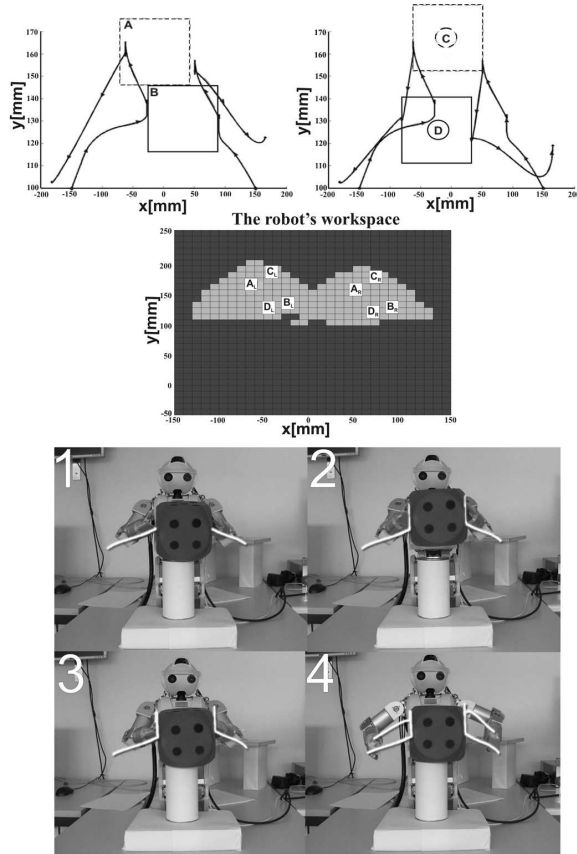 170
160
150
140
130
120
110
100
y[mm]
A
B
-200 -150 -100 -50 0 50 100 150 200
x[mm]
170
160
150
140
130
120
110
100
y[mm]
C
D
-200 -150 -100 -50 0 50 100 150 200
x[mm]
The robot's workspace
250
200
150
100
50
0
-50
y[mm]
A_L
C_L
D_L
B_L
A_R
C_R
D_R
B_R
-150 -100 -50 0 50 100 150
x[mm]
1
2
3
4